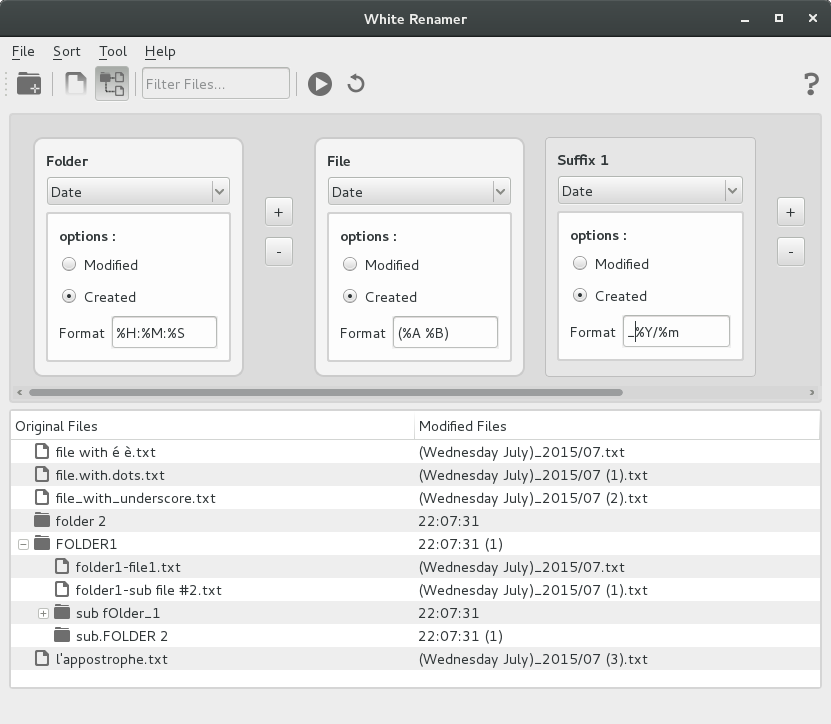 White Renamer
File Sort Tool Help
Filter Files... ?
Folder File Suffix 1
Date Date Date
options : options : options :
Modified Modified Modified
Created Created Created
Format %H:%M:%S Format (%A %B) Format _%Y/%m
+ +
- -
Original Files Modified Files
file with é è.txt (Wednesday July)_2015/07.txt
file.with.dots.txt (Wednesday July)_2015/07 (1).txt
file_with_underscore.txt (Wednesday July)_2015/07 (2).txt
folder 2 22:07:31
FOLDER1 22:07:31 (1)
folder1-file1.txt (Wednesday July)_2015/07.txt
folder1-sub file #2.txt (Wednesday July)_2015/07 (1).txt
sub fOlder_1 22:07:31
sub.FOLDER 2 22:07:31 (1)
l'appostrophe.txt (Wednesday July)_2015/07 (3).txt